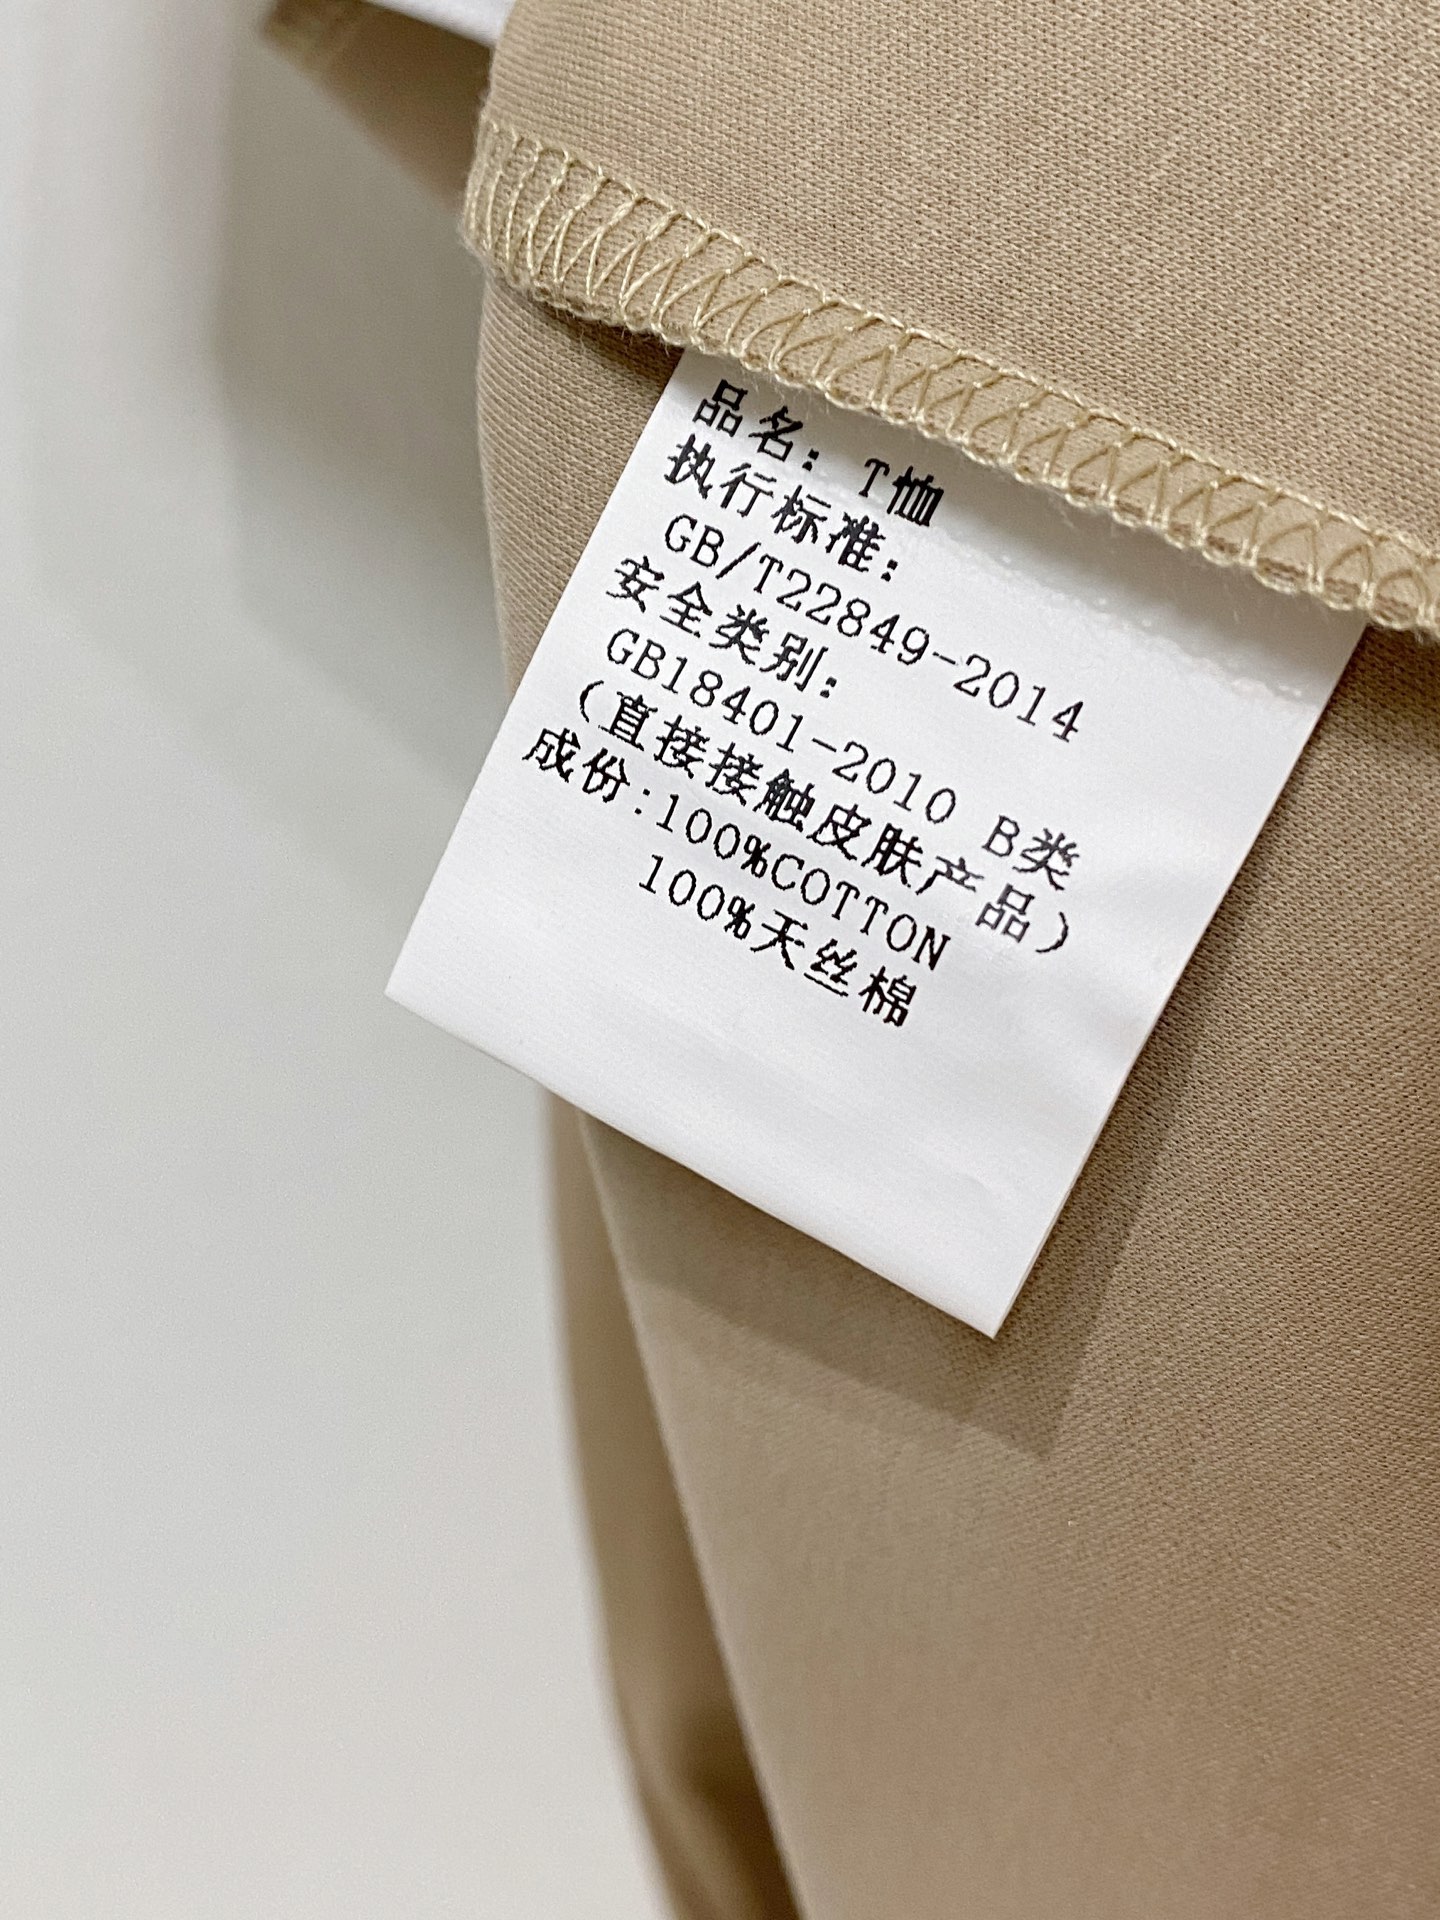 品名：T恤
执行标准：
GB/T22849-2014
安全类别：
GB18401-2010 B类
（直接接触皮肤产品）
成份:100%COTTON
100%天丝棉